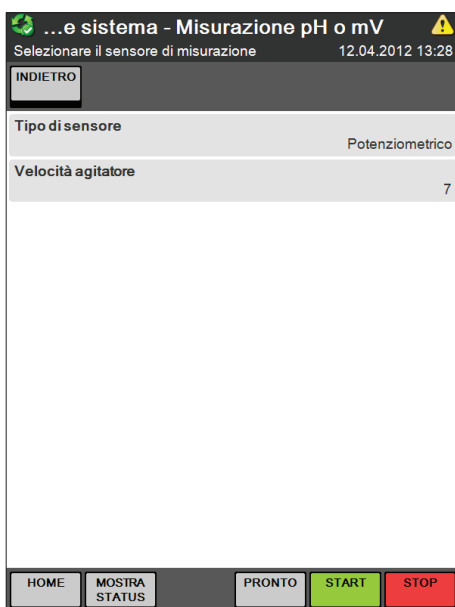 …e sistema - Misurazione pH o mV
Selezionare il sensore di misurazione 12.04.2012 13:28
INDIETRO
Tipo di sensore
Potenziometrico
Velocità agitatore
7
HOME
MOSTRA
STATUS
PRONTO
START
STOP